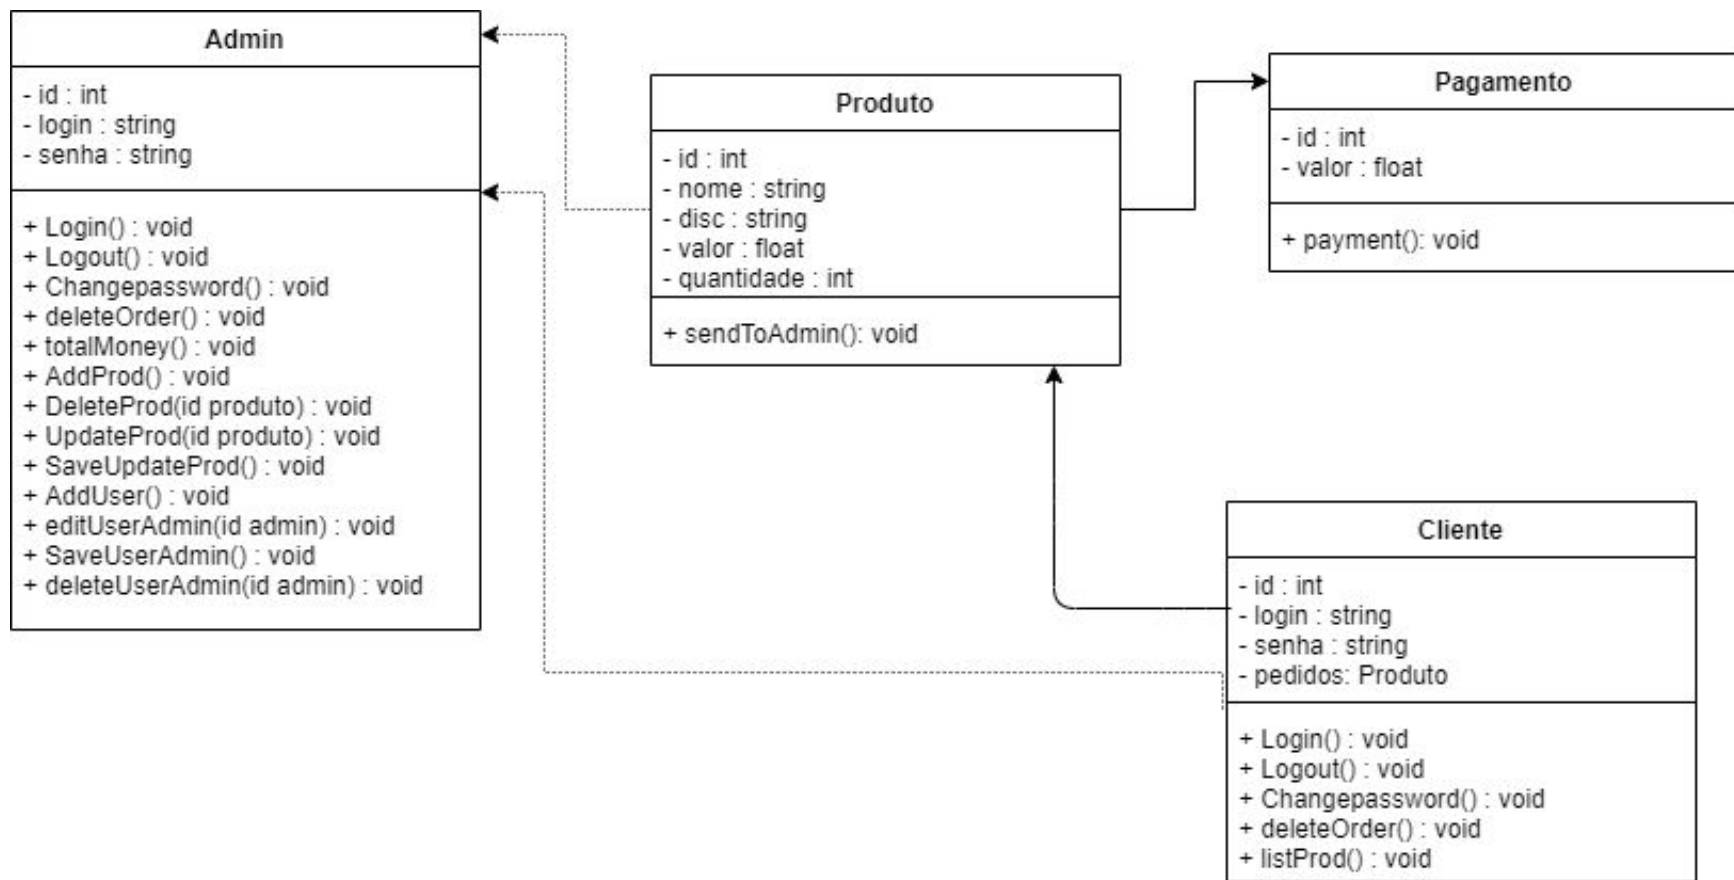 Admin
- id : int
- login : string
- senha : string
+ Login() : void
+ Logout() : void
+ Changepassword() : void
+ deleteOrder() : void
+ totalMoney() : void
+ AddProd() : void
+ DeleteProd(id produto) : void
+ UpdateProd(id produto) : void
+ SaveUpdateProd() : void
+ AddUser() : void
+ editUserAdmin(id admin) : void
+ SaveUserAdmin() : void
+ deleteUserAdmin(id admin) : void
Produto
- id : int
- nome : string
- disc : string
- valor : float
- quantidade : int
+ sendToAdmin(): void
Pagamento
- id : int
- valor : float
+ payment(): void
Cliente
- id : int
- login : string
- senha : string
- pedidos: Produto
+ Login() : void
+ Logout() : void
+ Changepassword() : void
+ deleteOrder() : void
+ listProd() : void